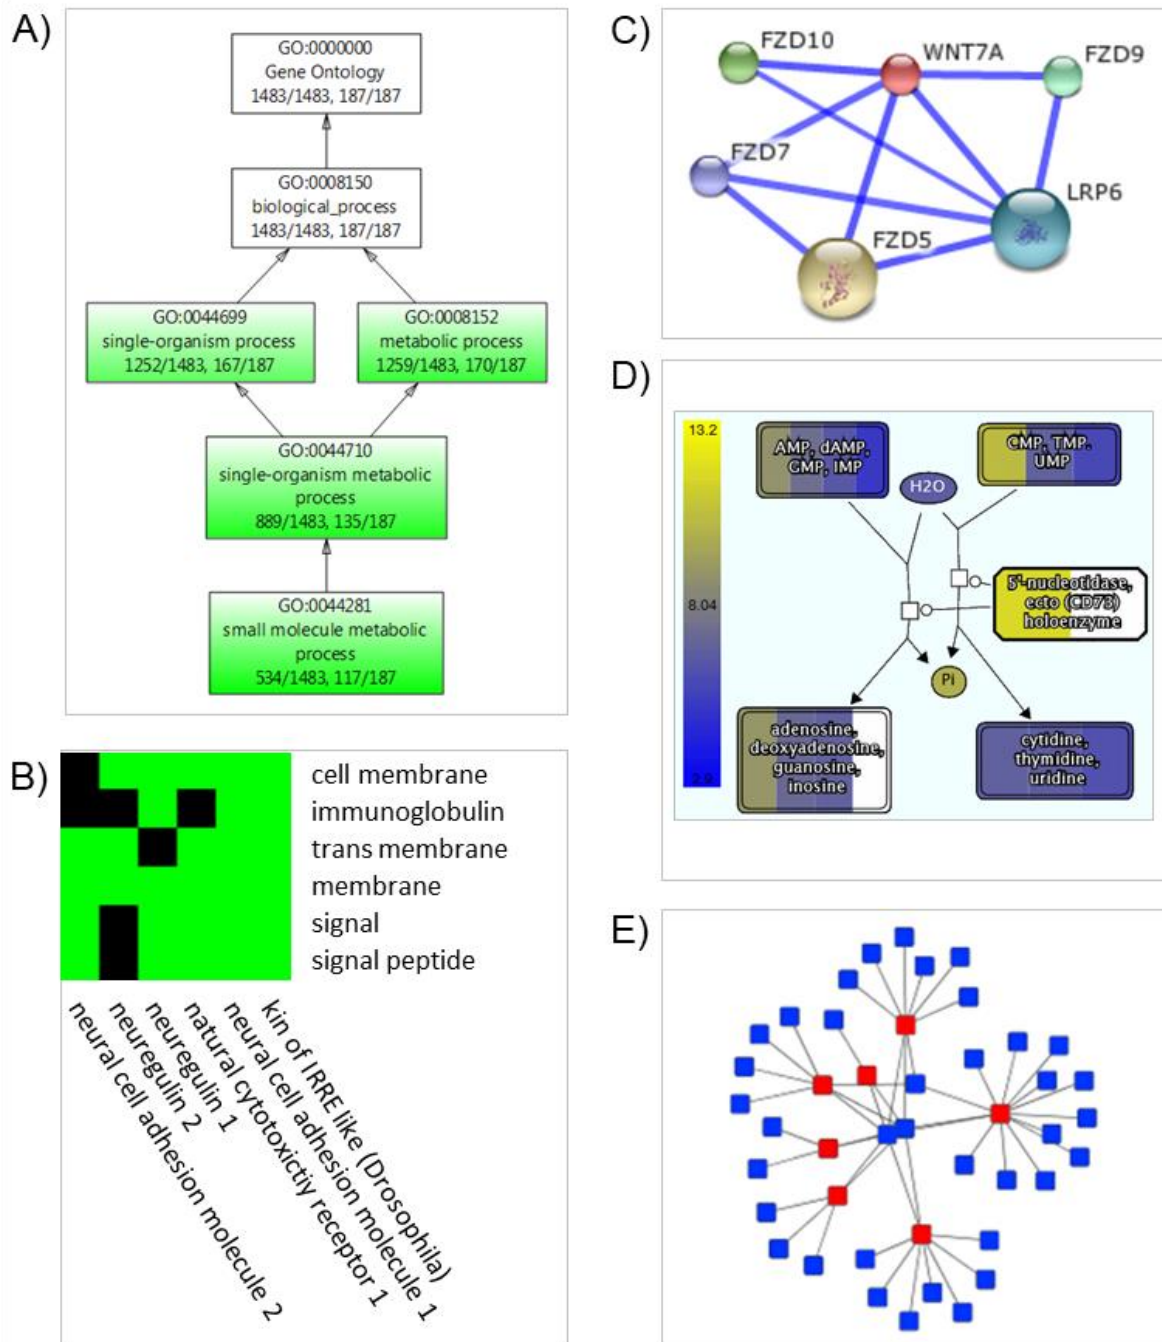 A)
GO:0000000
Gene Ontology
1483/1483, 187/187
GO:0008150
biological_process
1483/1483, 187/187
GO:0044699
single-organism process
1252/1483, 167/187
GO:0008152
metabolic process
1259/1483, 170/187
GO:0044710
single-organism metabolic
process
889/1483, 135/187
GO:0044281
small molecule metabolic
process
534/1483, 117/187
B)
cell membrane
immunoglobulin
trans membrane
membrane
signal
signal peptide
neural cell adhesion molecule 2
neuregulin 2
neuregulin 1
natural cytotoxictiy receptor 1
neural cell adhesion molecule 1
kin of IRRE like (Drosophila)
C)
FZD10
WNT7A
FZD9
FZD7
LRP6
FZD5
D)
13.2
8.04
2.9
AMP, dAMP,
GMP, IMP
H2O
CMP, TMP.
UMP
5'-nucleotidase,
ecto (CD73)
holoenzyme
Pi
adenosine,
deoxyadenosine,
guanosine,
inosine
cytidine,
thymidine,
uridine
E)